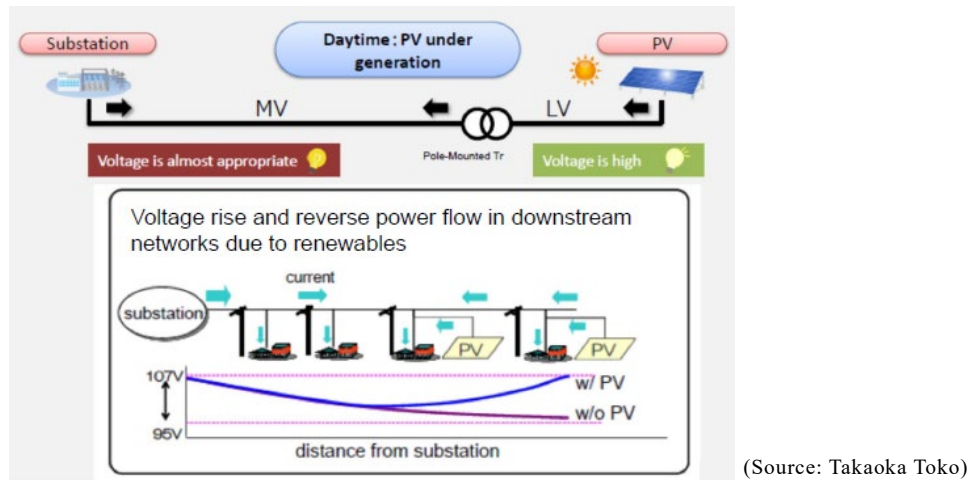 Substation
Daytime：PV under
generation
PV
MV
LV
Pole-Mounted Tr
Voltage is almost appropriate
Voltage is high
Voltage rise and reverse power flow in downstream
networks due to renewables
current
substation
PV
PV
107V
w/ PV
w/o PV
95V
distance from substation
(Source: Takaoka Toko)